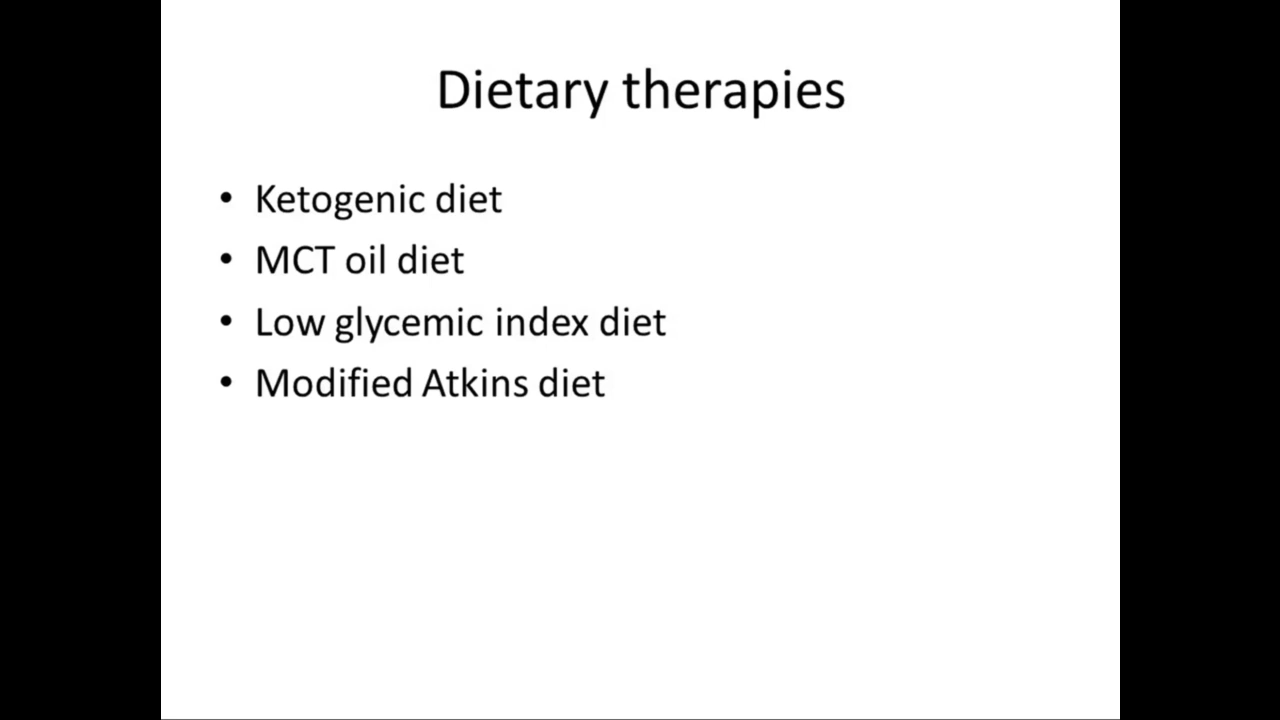 Dietary therapies
• Ketogenic diet
• MCT oil diet
• Low glycemic index diet
• Modified Atkins diet